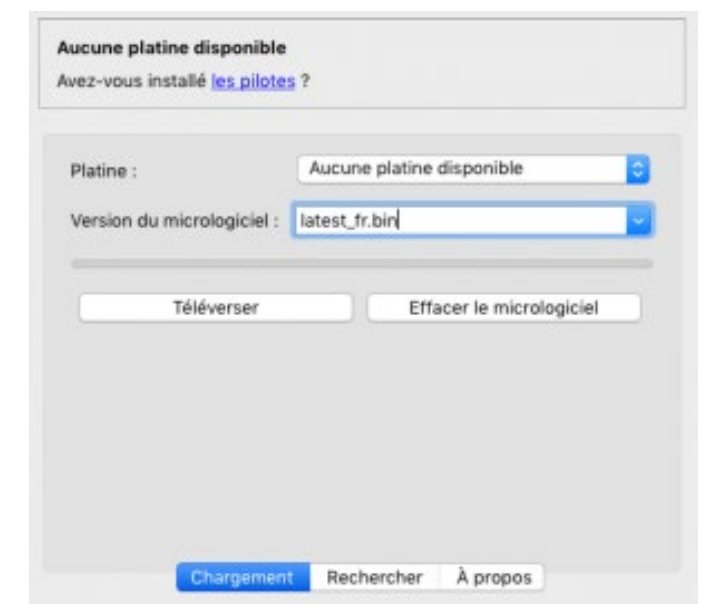 Aucune platine disponible
Avez-vous installé les pilotes ?
Platine : Aucune platine disponible
Version du micrologiciel : latest_fr.bin
Téléverser Effacer le micrologiciel
Chargement Rechercher À propos